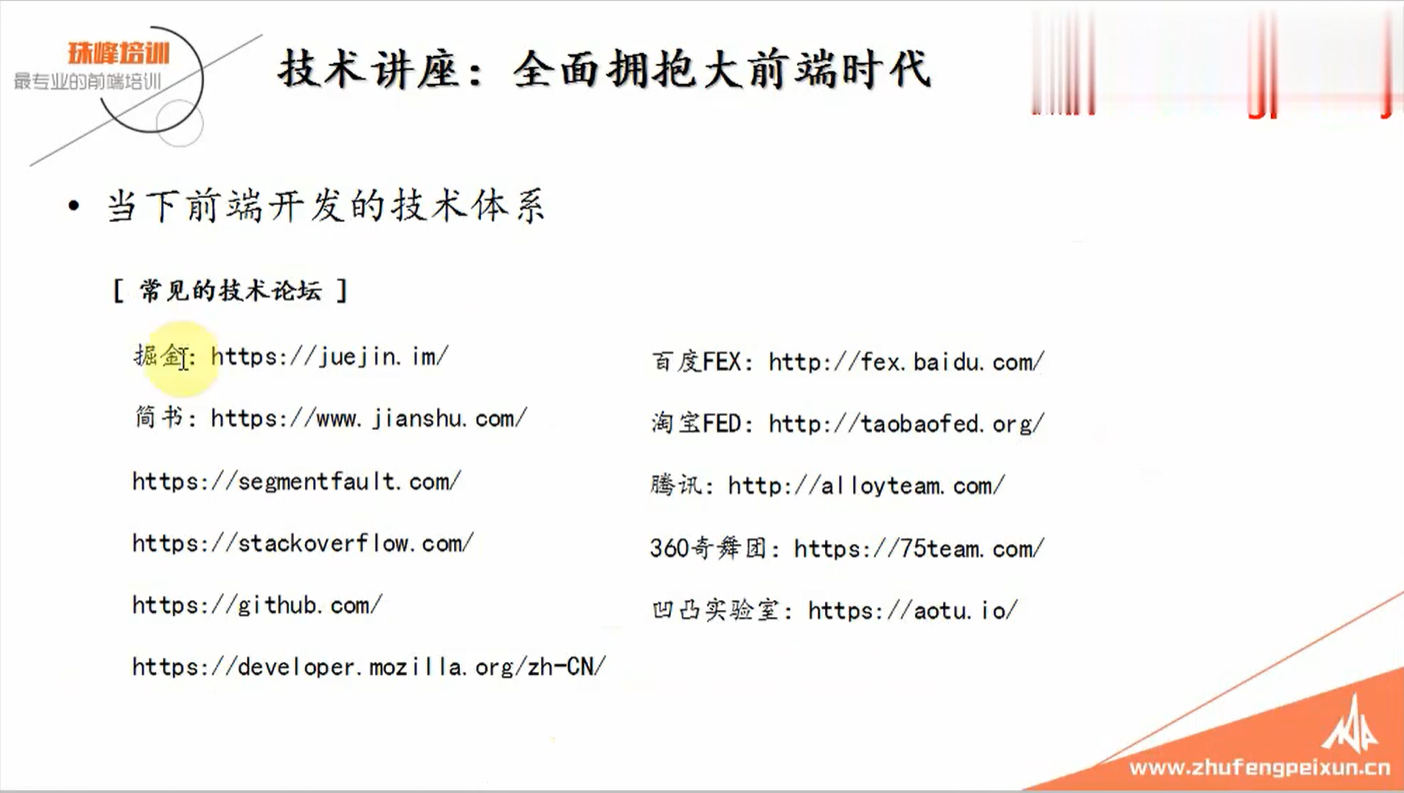 珠峰培训
最专业的前端培训
技术讲座：全面拥抱大前端时代
• 当下前端开发的技术体系
[ 常见的技术论坛 ]
掘金：https://juejin.im/
简书：https://www.jianshu.com/
https://segmentfault.com/
https://stackoverflow.com/
https://github.com/
https://developer.mozilla.org/zh-CN/
百度FEX：http://fex.baidu.com/
淘宝FED：http://taobaofed.org/
腾讯：http://alloyteam.com/
360奇舞团：https://75team.com/
凹凸实验室：https://aotu.io/
www.zhufengpeixun.cn